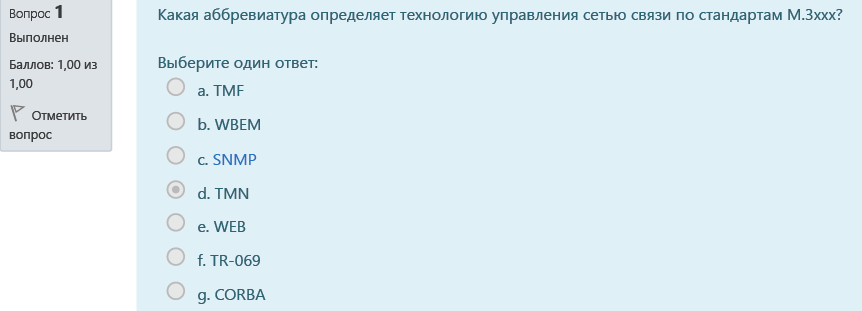 Вопрос 1
Выполнен
Баллов: 1,00 из
1,00
Отметить
вопрос
Какая аббревиатура определяет технологию управления сетью связи по стандартам М.3ххх?
Выберите один ответ:
a. TMF
b. WBEM
c. SNMP
d. TMN
e. WEB
f. TR-069
g. CORBA